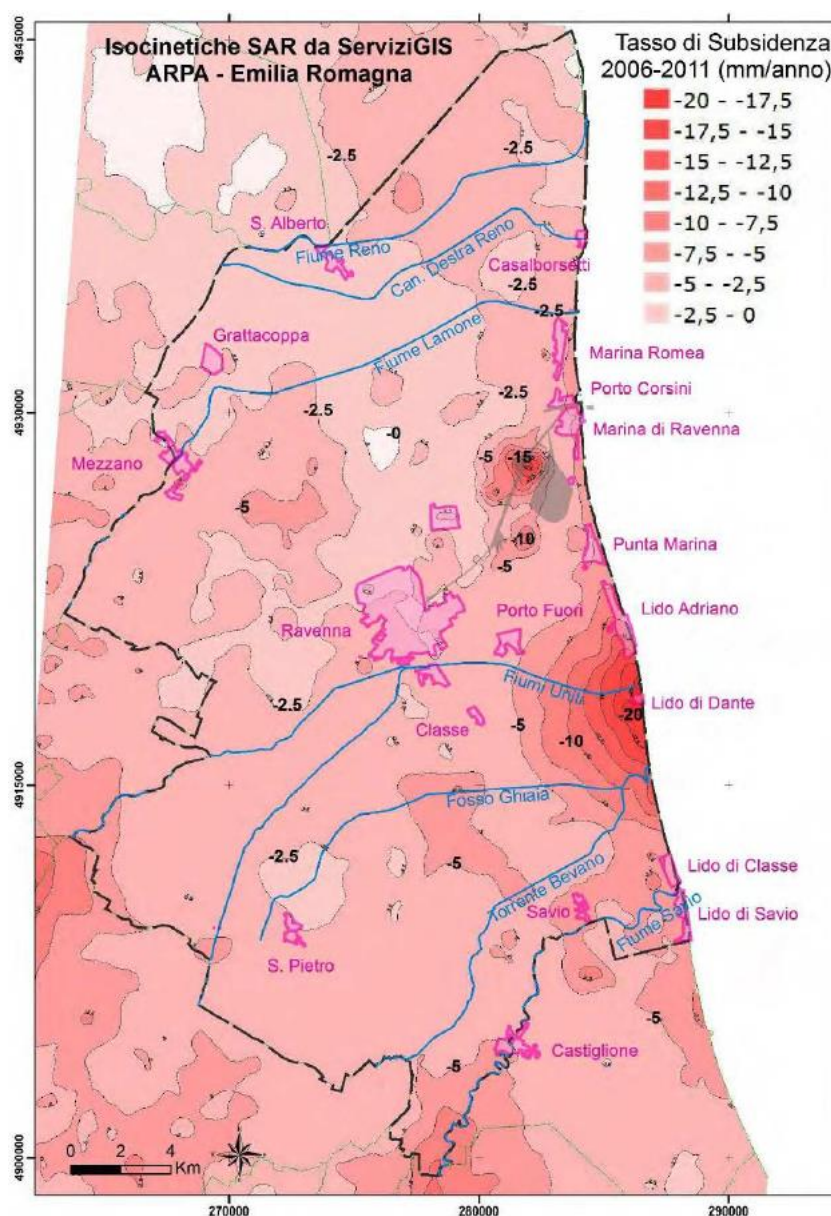 Isocinetiche SAR da ServiziGIS
ARPA - Emilia Romagna
Tasso di Subsidenza
2006-2011 (mm/anno)
-20 - -17,5
-17,5 - -15
-15 - -12,5
-12,5 - -10
-10 - -7,5
-7,5 - -5
-5 - -2,5
-2,5 - 0
4945000
4930000
4915000
4900000
-2.5
-2.5
S. Alberto
Fiume Reno
Can. Destra Reno
Casalborsetti
-2.5
-2.5
Grattacoppa
Fiume Lamone
Marina Romea
-2.5
Porto Corsini
-2.5
-0
Marina di Ravenna
Mezzano
-5
-15
-5
-10
Punta Marina
-5
Lido Adriano
Ravenna
Porto Fuori
Fiumi Uniti
-2.5
Lido di Dante
Classe
-5
-20
-10
Fosso Ghiaia
-2.5
-5
Lido di Classe
Torrente Bevano
Savio
Fiume Savio
Lido di Savio
S. Pietro
-5
Castiglione
-5
0 2 4
Km
270000
280000
290000